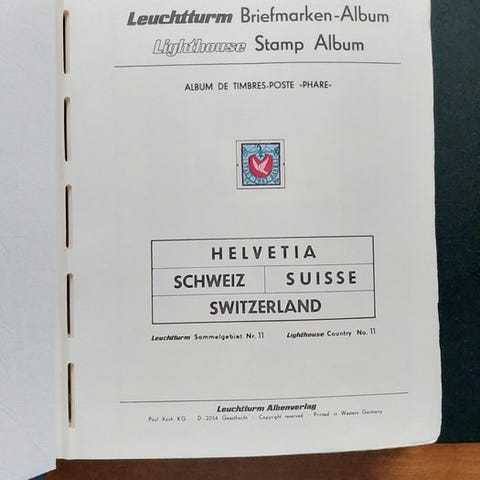 Leuchtturm Briefmarken-Album
Lighthouse Stamp Album
ALBUM DE TIMBRES-POSTE »PHARE«
HELVETIA
SCHWEIZ SUISSE
SWITZERLAND
Leuchtturm Sammelgebiet Nr. 11 Lighthouse Country No. 11
Leuchtturm Albenverlag
Paul Koch KG · D-2054 Geesthacht · Copyright reserved · Printed in Western Germany